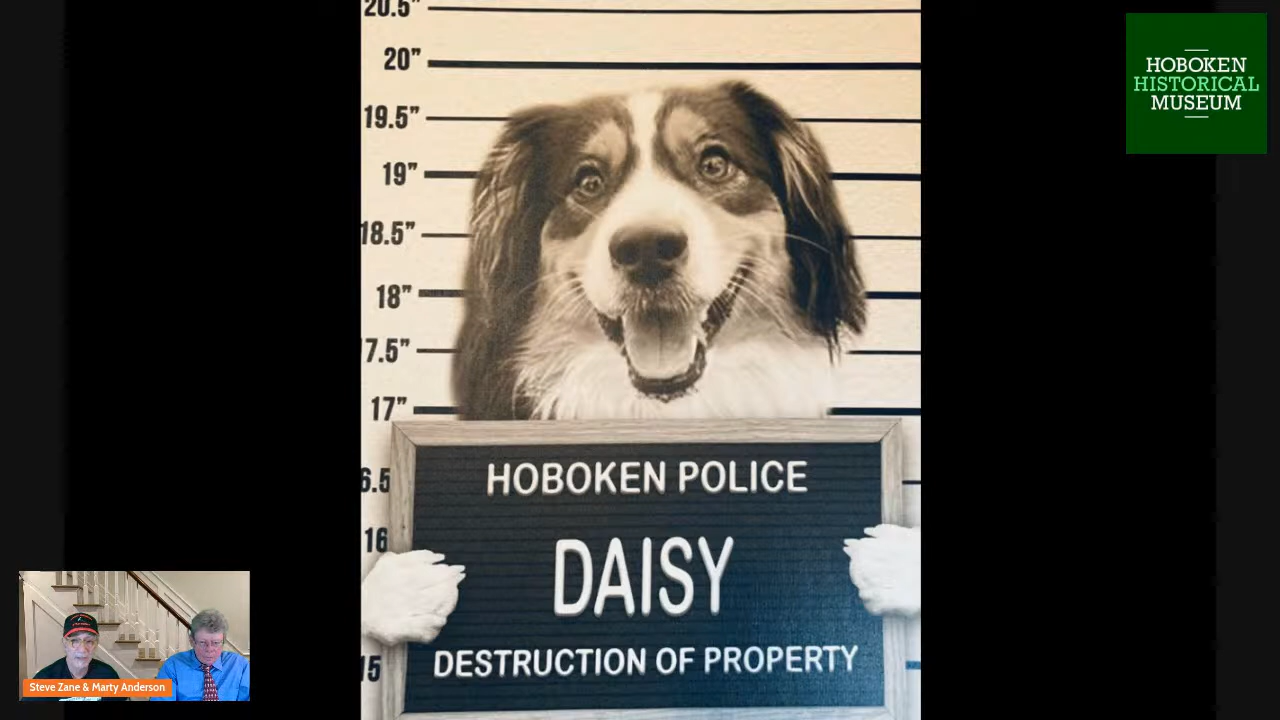 20.5"
20"
19.5"
19"
18.5"
18"
17.5"
17"
6.5
16
15
HOBOKEN POLICE
DAISY
DESTRUCTION OF PROPERTY
HOBOKEN
HISTORICAL
MUSEUM
Steve Zane & Marty Anderson